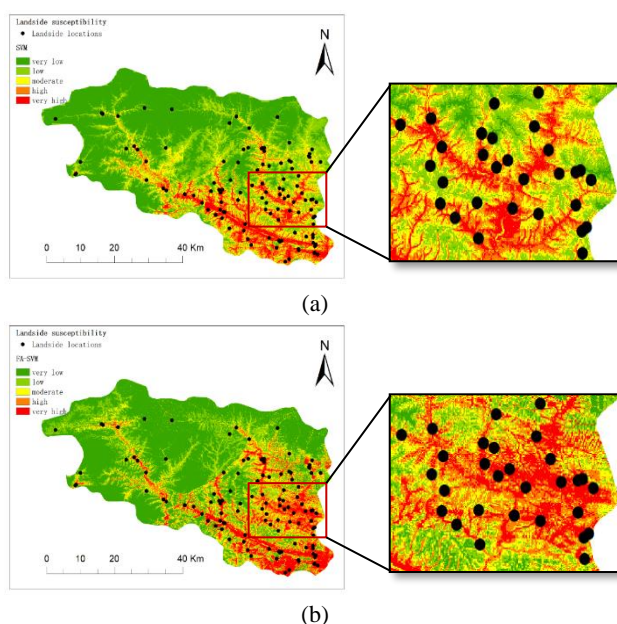 Landside susceptibility
Landside locations
SVM
very low
low
moderate
high
very high
N
0 20 40 Km
(a)
Landside susceptibility
Landside locations
FA-SVM
very low
low
moderate
high
very high
N
0 10 20 40 Km
(b)